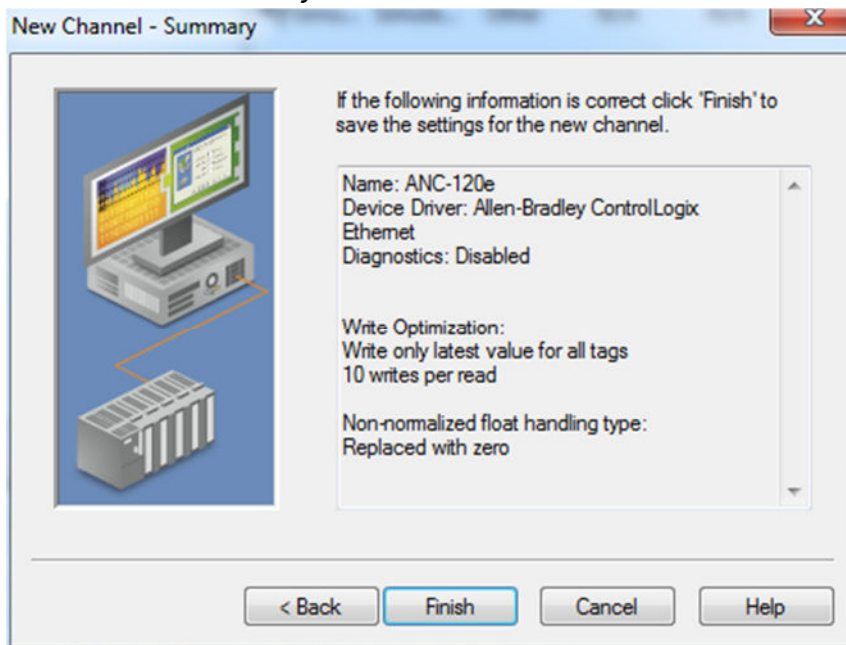 New Channel - Summary
If the following information is correct click 'Finish' to
save the settings for the new channel.
Name: ANC-120e
Device Driver: Allen-Bradley ControlLogix
Ethernet
Diagnostics: Disabled
Write Optimization:
Write only latest value for all tags
10 writes per read
Non-normalized float handling type:
Replaced with zero
< Back Finish Cancel Help